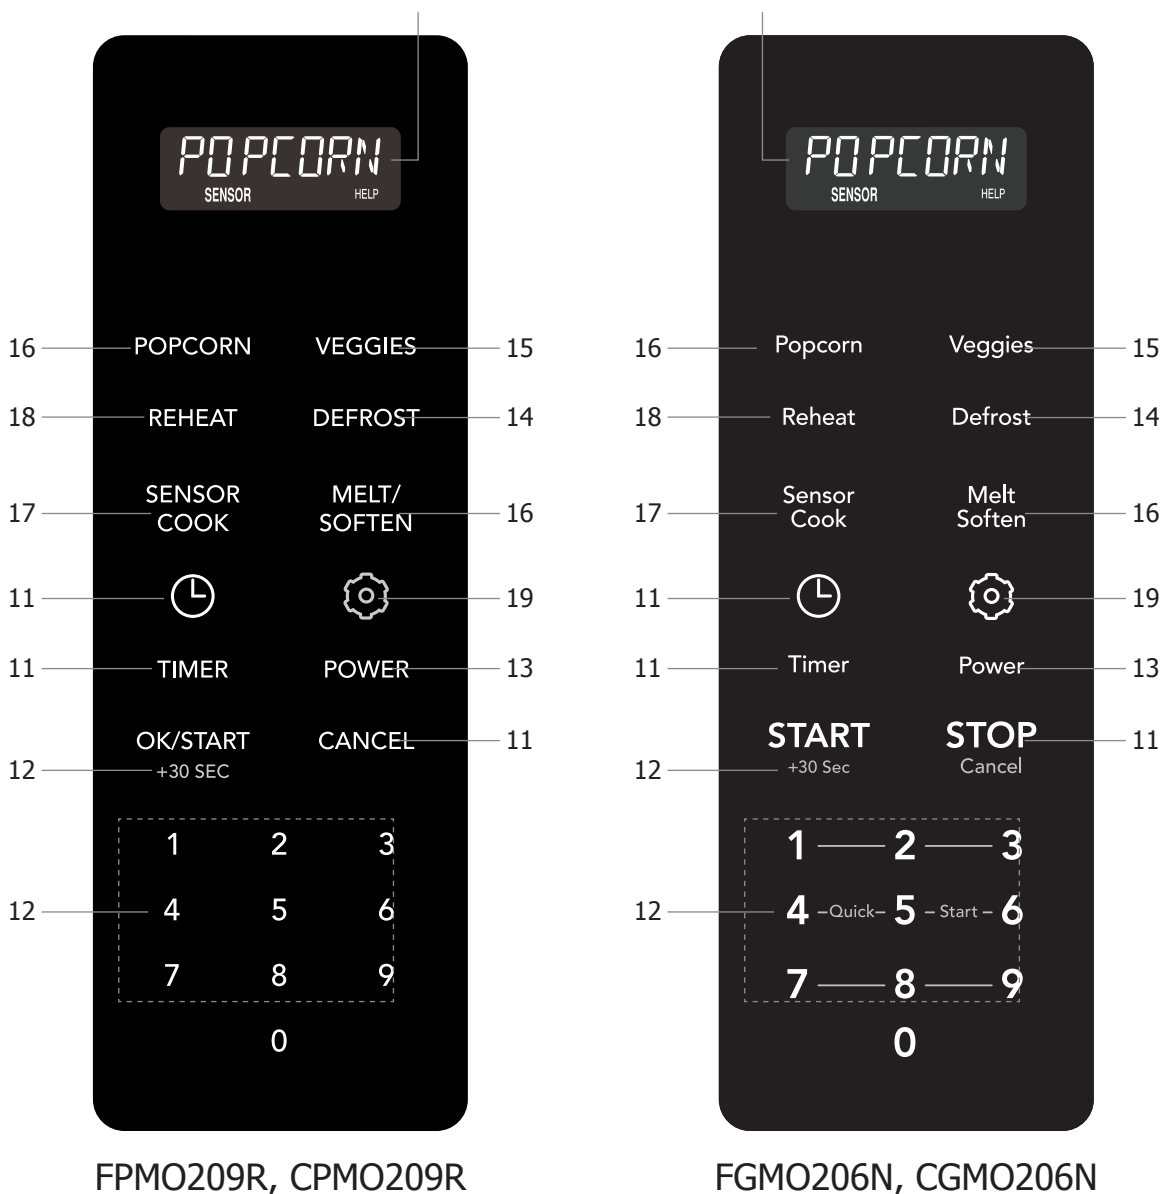 POPCORN
SENSOR HELP
16 POPCORN VEGGIES 15
18 REHEAT DEFROST 14
SENSOR MELT/
17 COOK SOFTEN 16
11 19
11 TIMER POWER 13
OK/START CANCEL 11
12 +30 SEC
1 2 3
12 4 5 6
7 8 9
0
FPMO209R, CPMO209R
POPCORN
SENSOR HELP
16 Popcorn Veggies 15
18 Reheat Defrost 14
Sensor Melt
17 Cook Soften 16
11 19
11 Timer Power 13
START STOP 11
12 +30 Sec Cancel
1 2 3
12 4 Quick 5 Start 6
7 8 9
0
FGMO206N, CGMO206N